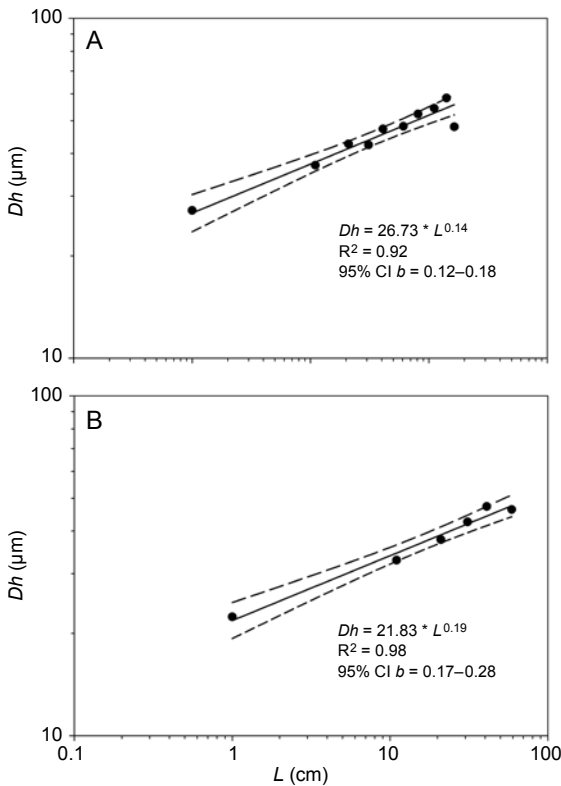 100
A
Dh (µm)
Dh = 26.73 * L^0.14
R² = 0.92
95% CI b = 0.12–0.18
10
100
B
Dh (µm)
Dh = 21.83 * L^0.19
R² = 0.98
95% CI b = 0.17–0.28
10
0.1 1 10 100
L (cm)